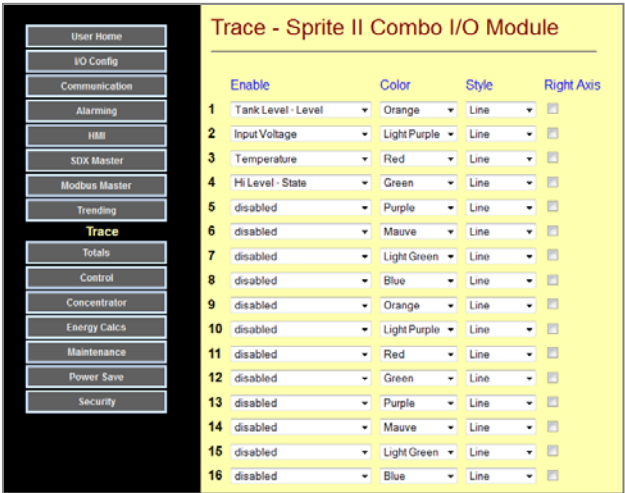 Trace - Sprite II Combo I/O Module
User Home
I/O Config
Communication
Alarming
HMI
SDX Master
Modbus Master
Trending
Trace
Totals
Control
Concentrator
Energy Calcs
Maintenance
Power Save
Security
Enable Color Style Right Axis
1 Tank Level - Level Orange Line
2 Input Voltage Light Purple Line
3 Temperature Red Line
4 Hi Level - State Green Line
5 disabled Purple Line
6 disabled Mauve Line
7 disabled Light Green Line
8 disabled Blue Line
9 disabled Orange Line
10 disabled Light Purple Line
11 disabled Red Line
12 disabled Green Line
13 disabled Purple Line
14 disabled Mauve Line
15 disabled Light Green Line
16 disabled Blue Line